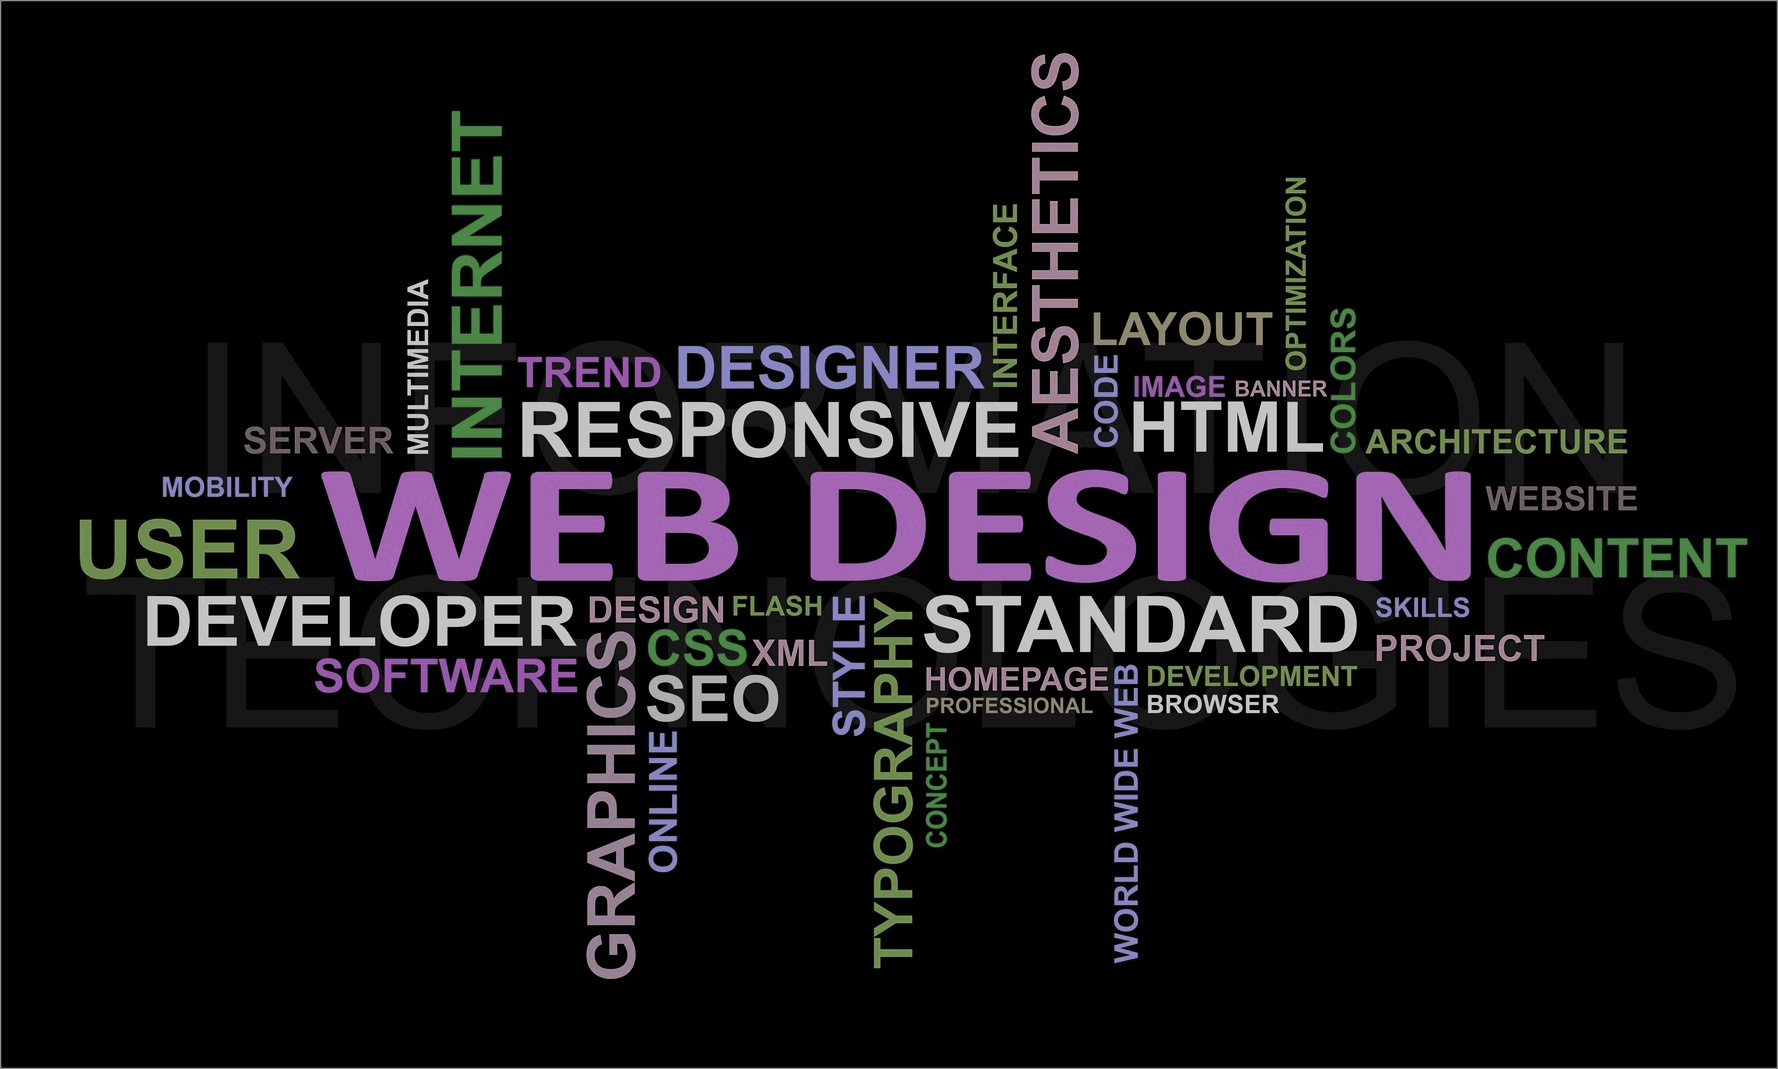 AESTHETICS
INTERNET
OPTIMIZATION
INTERFACE
MULTIMEDIA
COLORS
LAYOUT
INFORMATION
TREND DESIGNER
CODE
IMAGE BANNER
RESPONSIVE
HTML
SERVER
ARCHITECTURE
MOBILITY
WEB DESIGN
WEBSITE
USER
CONTENT
TECHNOLOGIES
DEVELOPER
DESIGN FLASH
STYLE
TYPOGRAPHY
STANDARD
SKILLS
GRAPHICS
CSS XML
PROJECT
SOFTWARE
SEO
HOMEPAGE
WORLD WIDE WEB
DEVELOPMENT
PROFESSIONAL
BROWSER
ONLINE
CONCEPT